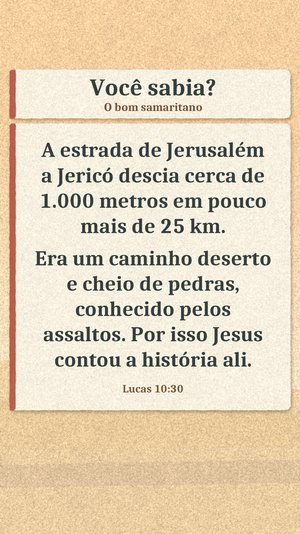 Você sabia?
O bom samaritano
A estrada de Jerusalém
a Jericó descia cerca de
1.000 metros em pouco
mais de 25 km.
Era um caminho deserto
e cheio de pedras,
conhecido pelos
assaltos. Por isso Jesus
contou a história ali.
Lucas 10:30